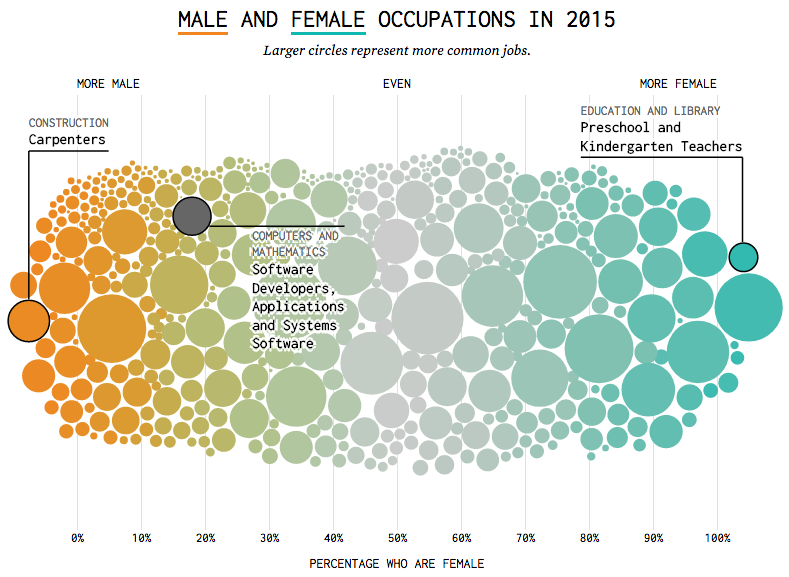 MALE AND FEMALE OCCUPATIONS IN 2015
Larger circles represent more common jobs.
MORE MALE
EVEN
MORE FEMALE
CONSTRUCTION
Carpenters
EDUCATION AND LIBRARY
Preschool and
Kindergarten Teachers
COMPUTERS AND
MATHEMATICS
Software
Developers,
Applications
and Systems
Software
0% 10% 20% 30% 40% 50% 60% 70% 80% 90% 100%
PERCENTAGE WHO ARE FEMALE